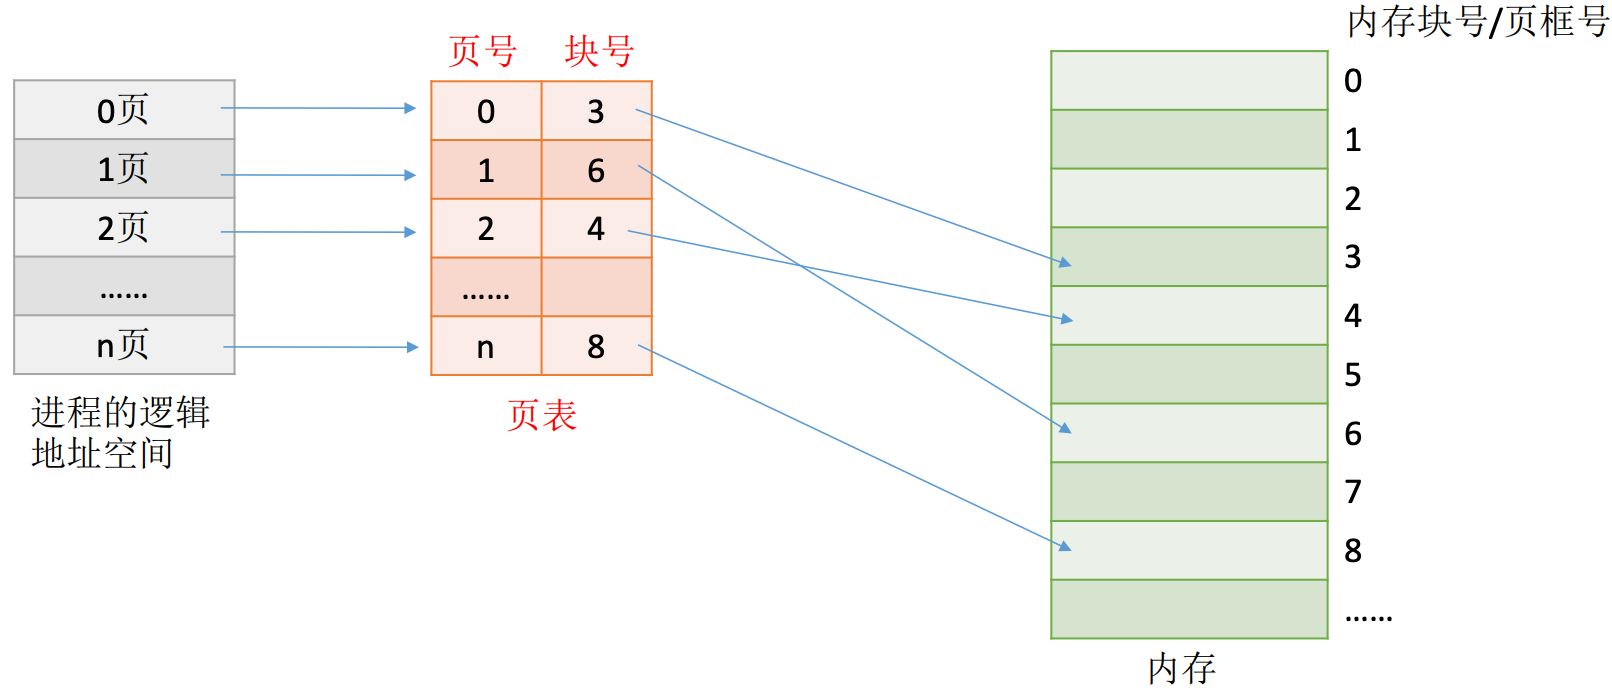 内存块号/页框号
页号 块号
0页
1页
2页
......
n页
进程的逻辑
地址空间
0 3
1 6
2 4
......
n 8
页表
0
1
2
3
4
5
6
7
8
......
内存